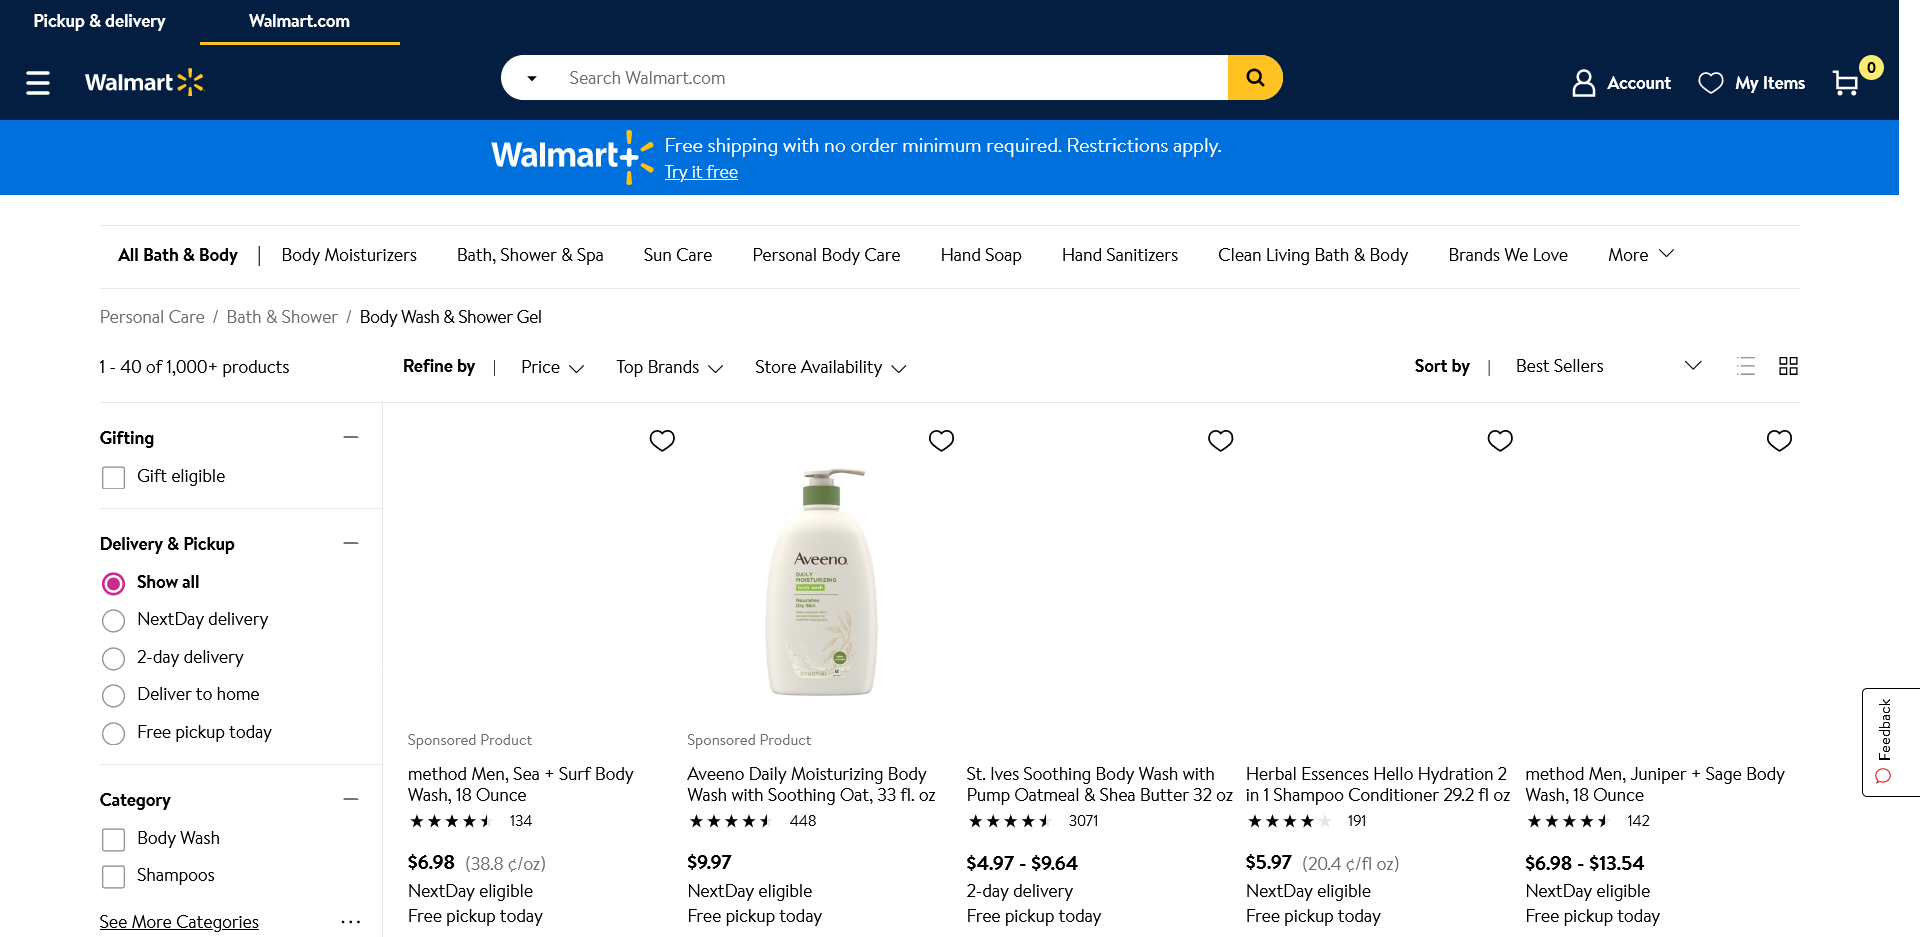 Pickup & delivery
Walmart.com
Walmart
Search Walmart.com
Account
My Items
0
Walmart+
Free shipping with no order minimum required. Restrictions apply.
Try it free
All Bath & Body | Body Moisturizers Bath, Shower & Spa Sun Care Personal Body Care Hand Soap Hand Sanitizers Clean Living Bath & Body Brands We Love More
Personal Care / Bath & Shower / Body Wash & Shower Gel
1 - 40 of 1,000+ products
Refine by | Price Top Brands Store Availability
Sort by | Best Sellers
Gifting
Gift eligible
Delivery & Pickup
Show all
NextDay delivery
2-day delivery
Deliver to home
Free pickup today
Category
Body Wash
Shampoos
See More Categories
...
Sponsored Product
method Men, Sea + Surf Body
Wash, 18 Ounce
134
$6.98 (38.8 ¢/oz)
NextDay eligible
Free pickup today
Aveeno
DAILY
MOISTURIZING
body wash
Nourishes
Dry Skin
Sponsored Product
Aveeno Daily Moisturizing Body
Wash with Soothing Oat, 33 fl. oz
448
$9.97
NextDay eligible
Free pickup today
St. Ives Soothing Body Wash with
Pump Oatmeal & Shea Butter 32 oz
3071
$4.97 - $9.64
2-day delivery
Free pickup today
Herbal Essences Hello Hydration 2
in 1 Shampoo Conditioner 29.2 fl oz
191
$5.97 (20.4 ¢/fl oz)
NextDay eligible
Free pickup today
method Men, Juniper + Sage Body
Wash, 18 Ounce
142
$6.98 - $13.54
NextDay eligible
Free pickup today
Feedback